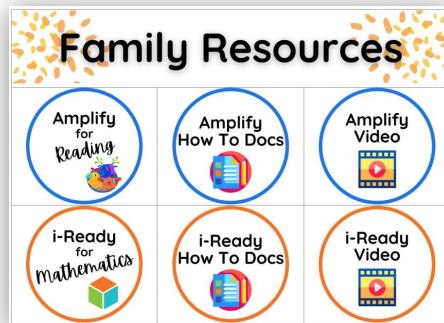 Family Resources
Amplify
for
Reading
Amplify
How To Docs
Amplify
Video
i-Ready
for
Mathematics
i-Ready
How To Docs
i-Ready
Video